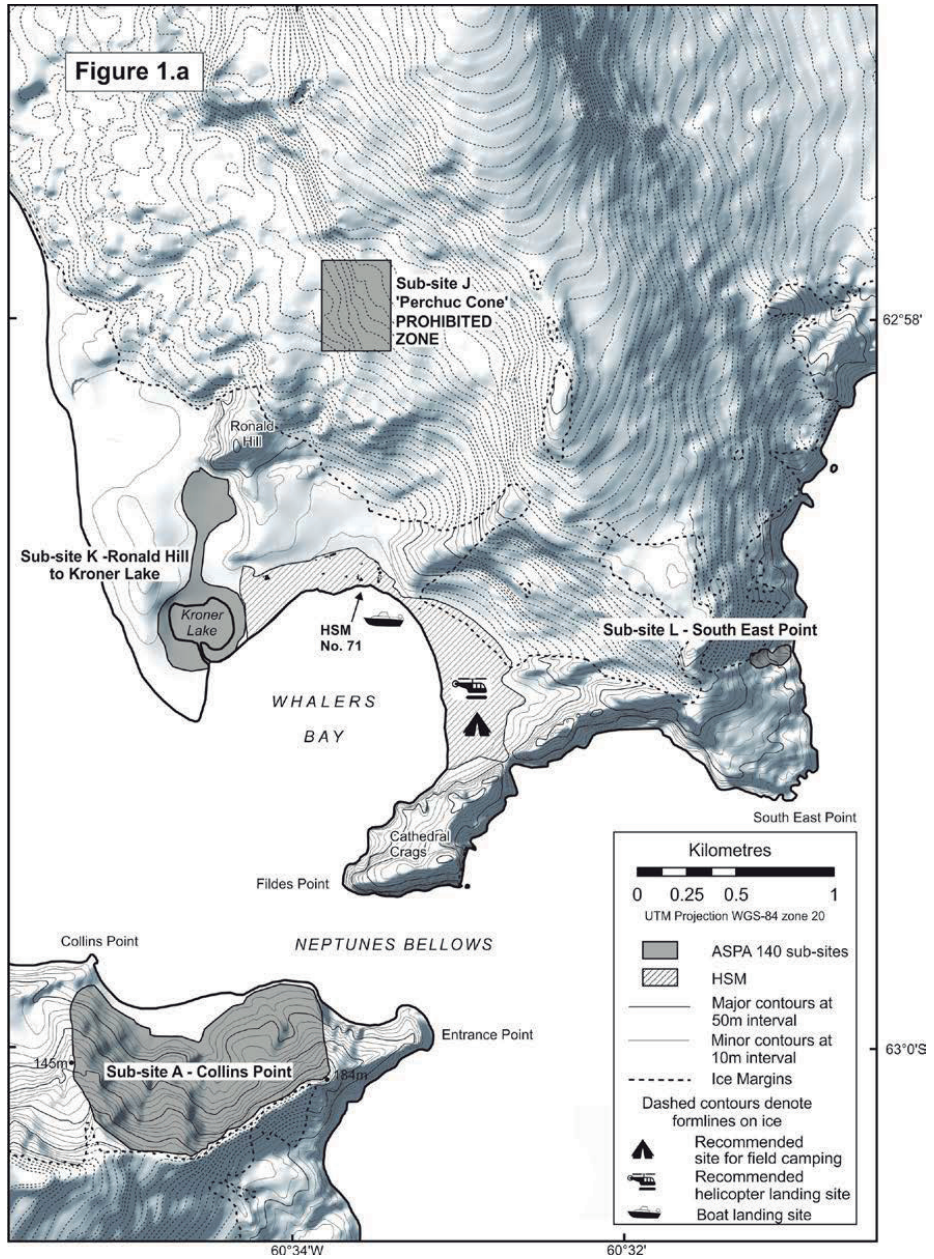 Figure 1.a
Sub-site J
'Perchuc Cone'
PROHIBITED
ZONE
62°58'
Ronald
Hill
Sub-site K -Ronald Hill
to Kroner Lake
Kroner
Lake
HSM
No. 71
Sub-site L - South East Point
WHALERS
BAY
South East Point
Cathedral
Crags
Fildes Point
NEPTUNES BELLOWS
Collins Point
Entrance Point
145m
Sub-site A - Collins Point
184m
63°0'S
Kilometres
0 0.25 0.5 1
UTM Projection WGS-84 zone 20
ASPA 140 sub-sites
HSM
Major contours at
50m interval
Minor contours at
10m interval
Ice Margins
Dashed contours denote
formlines on ice
Recommended
site for field camping
Recommended
helicopter landing site
Boat landing site
60°34'W
60°32'